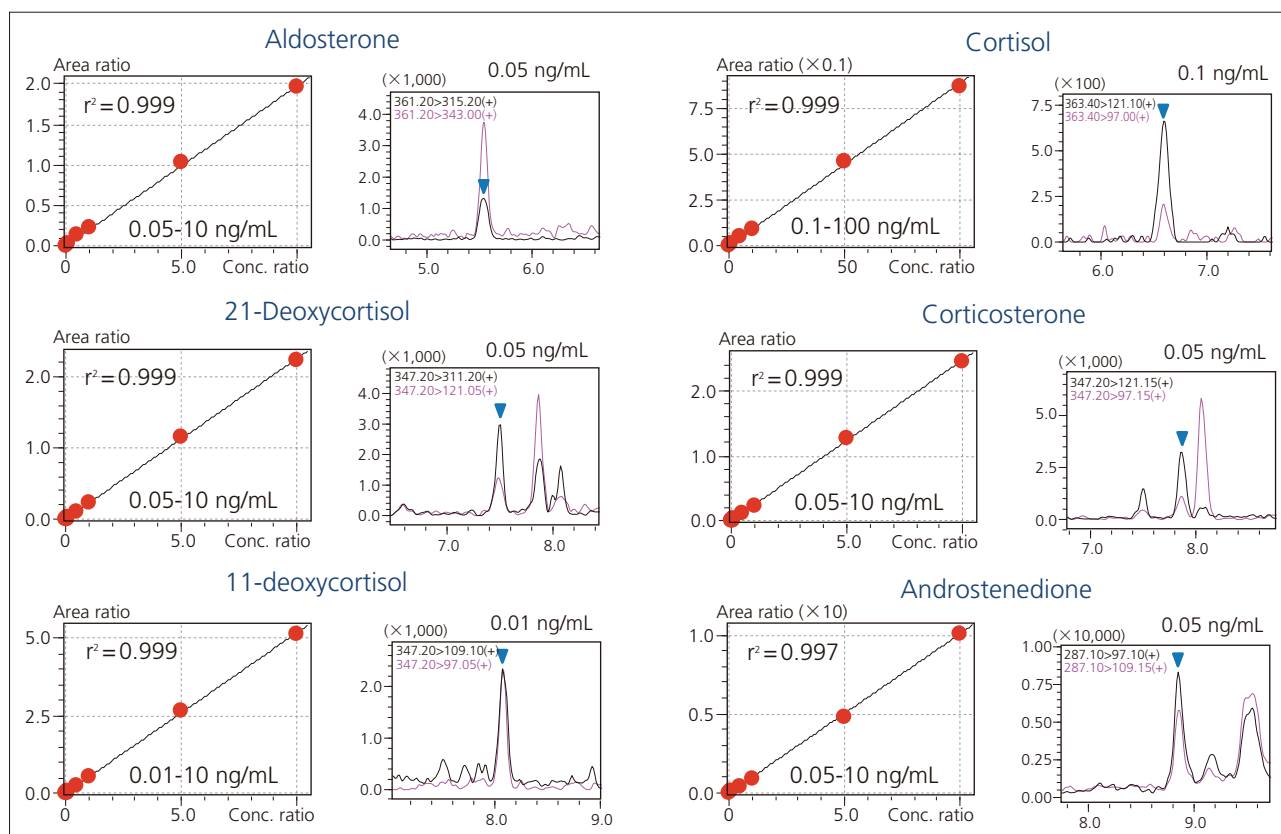 Aldosterone
Area ratio
2.0
1.5
1.0
0.5
0.0
r² = 0.999
0.05-10 ng/mL
0
5.0
Conc. ratio
(×1,000)
0.05 ng/mL
361.20>315.20(+)
361.20>343.00(+)
4.0
3.0
2.0
1.0
0.0
5.0
6.0
Cortisol
Area ratio (×0.1)
7.5
5.0
2.5
0.0
r² = 0.999
0.1-100 ng/mL
0
50
Conc. ratio
(×100)
0.1 ng/mL
363.40>121.10(+)
363.40>97.00(+)
7.5
5.0
2.5
0.0
6.0
7.0
21-Deoxycortisol
Area ratio
2.0
1.0
0.0
r² = 0.999
0.05-10 ng/mL
0
5.0
Conc. ratio
(×1,000)
0.05 ng/mL
347.20>311.20(+)
347.20>121.05(+)
4.0
3.0
2.0
1.0
0.0
7.0
8.0
Corticosterone
Area ratio
2.0
1.0
0.0
r² = 0.999
0.05-10 ng/mL
0
5.0
Conc. ratio
(×1,000)
0.05 ng/mL
347.20>121.15(+)
347.20>97.15(+)
5.0
2.5
0.0
7.0
8.0
11-deoxycortisol
Area ratio
5.0
2.5
0.0
r² = 0.999
0.01-10 ng/mL
0
5.0
Conc. ratio
(×1,000)
0.01 ng/mL
347.20>109.10(+)
347.20>97.05(+)
2.0
1.0
0.0
8.0
9.0
Androstenedione
Area ratio (×10)
1.0
0.5
0.0
r² = 0.997
0.05-10 ng/mL
0
5.0
Conc. ratio
(×10,000)
0.05 ng/mL
287.10>97.10(+)
287.10>109.15(+)
1.00
0.75
0.50
0.25
0.00
8.0
9.0